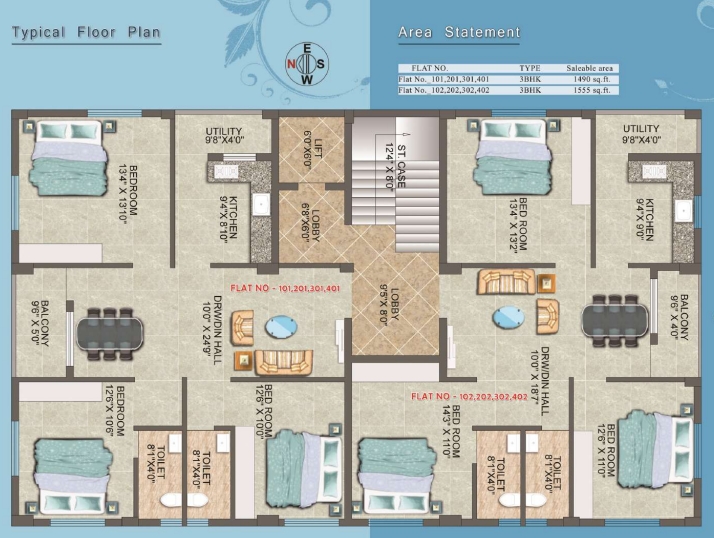 Typical Floor Plan
Area Statement
E
N S
W
FLAT NO. TYPE Saleable area
Flat No._101,201,301,401 3BHK 1490 sq.ft.
Flat No._102,202,302,402 3BHK 1555 sq.ft.
BEDROOM
13'4" X 13'10"
UTILITY
9'8"X4'0"
KITCHEN
9'4"X 8'10"
LIFT
6'0"X6'0"
LOBBY
6'8"X6'0"
ST. CASE
12'4" X 8'0"
BED ROOM
13'4" X 13'2"
UTILITY
9'8"X4'0"
KITCHEN
9'4"X 9'0"
BALCONY
9'6" X 5'0"
DRW/DIN HALL
10'0" X 24'9"
FLAT NO - 101,201,301,401
LOBBY
9'5" X 8'0"
DRW/DIN HALL
10'0" X 18'7"
BALCONY
9'6" X 4'0"
FLAT NO - 102,202,302,402
BEDROOM
12'6"X 10'6"
TOILET
8'1"X4'0"
TOILET
8'1"X4'0"
BED ROOM
12'6" X 10'0"
BED ROOM
14'3" X 11'0"
TOILET
8'1"X4'0"
TOILET
8'1"X4'0"
BED ROOM
12'6" X 11'0"